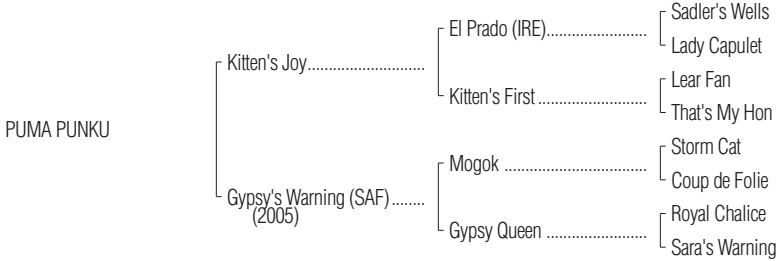 Sadler's Wells
El Prado (IRE)........................
Lady Capulet
Kitten's Joy............................
Lear Fan
Kitten's First ..........................
That's My Hon
PUMA PUNKU
Storm Cat
Mogok ..................................
Coup de Folie
Gypsy's Warning (SAF) ........
(2005)
Royal Chalice
Gypsy Queen ........................
Sara's Warning